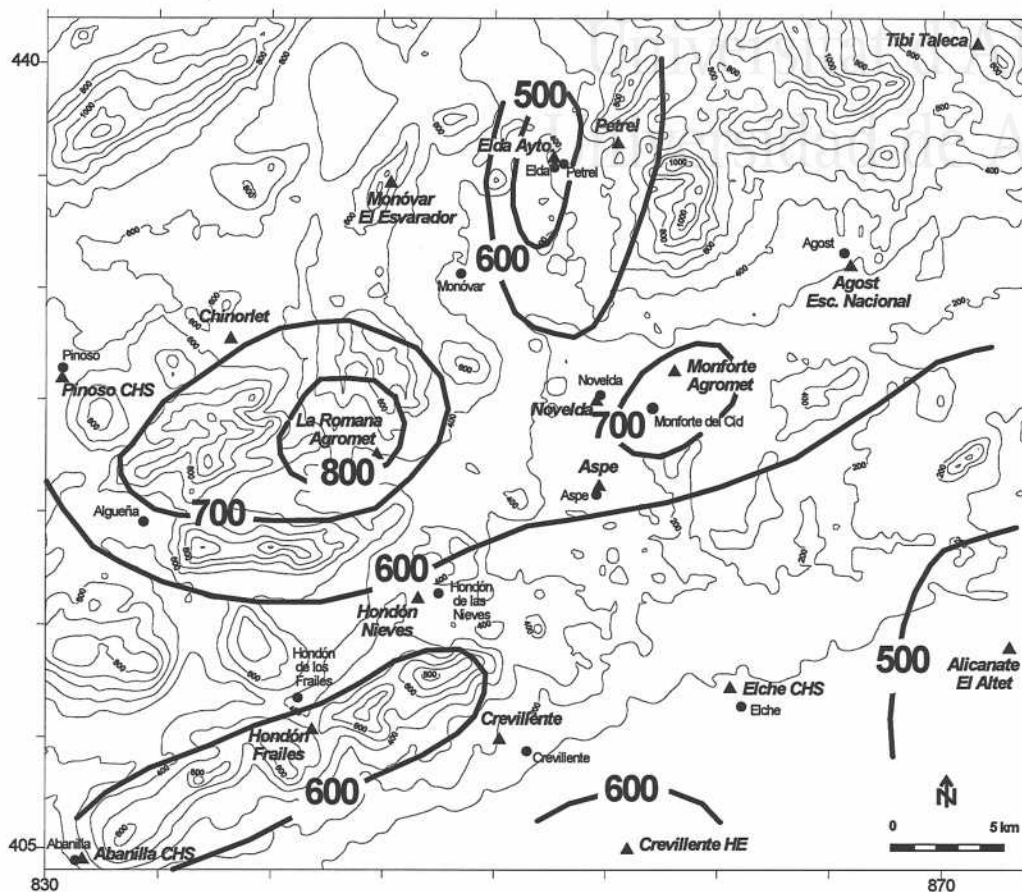 Universitat d'A
Universidad de A
440
Tibi Taleca
500
Petrel
Elda Ayto.
Elda
Petrel
Monóvar
El Esvarador
600
Monóvar
Agost
Agost
Esc. Nacional
Chinorlet
Pinoso
Pinoso CHS
Monforte
Agromet
Novelda
Novelda
700
Monforte del Cid
La Romana
Agromet
800
Aspe
Aspe
700
Algueña
600
Hondón
de las
Nieves
Hondón
Nieves
Hondón
de los
Frailes
500
Alicanate
El Altet
Elche CHS
Elche
Crevillente
Crevillente
Hondón
Frailes
600
600
N
0 5 km
Abanilla
Abanilla CHS
Crevillente HE
405
830
870